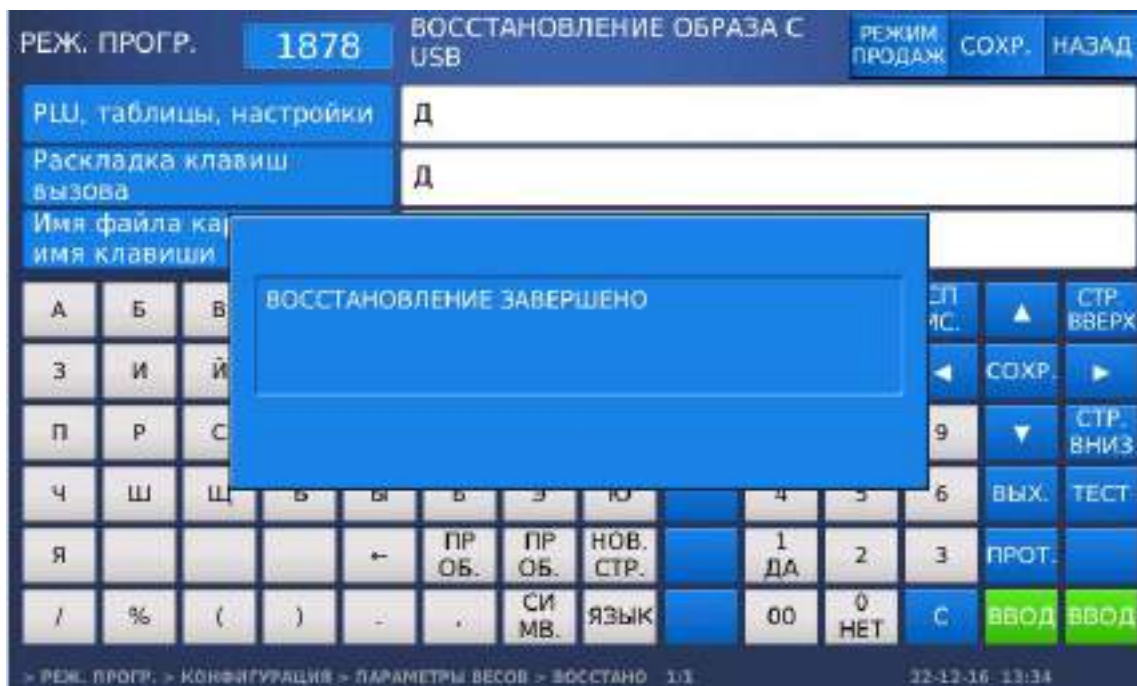 РЕЖ. ПРОГР.
1878
ВОССТАНОВЛЕНИЕ ОБРАЗА С
USB
РЕЖИМ
ПРОДАЖ
СОХР.
НАЗАД
PLU, таблицы, настройки
Д
Раскладка клавиш
вызова
Д
Имя файла
имя клавиши
ВОССТАНОВЛЕНИЕ ЗАВЕРШЕНО
А Б В ▲ СТР.
ВВЕРХ
З И Й ◄ СОХР. ►
П Р С 9 ▼ СТР.
ВНИЗ
Ч Ш Щ Ъ Ы Ь Э Ю 4 5 6 ВЫХ. ТЕСТ
Я ← ПР
ОБ.
ПР
ОБ.
НОВ.
СТР.
1
ДА
2 3 ПРОТ.
/ % ( ) . , СИ
МВ.
ЯЗЫК 00 0
НЕТ
С ВВОД ВВОД
> РЕЖ. ПРОГР. > КОНФИГУРАЦИЯ > ПАРАМЕТРЫ ВЕСОВ > ВОССТАНО 1/1
22-12-16 13:34